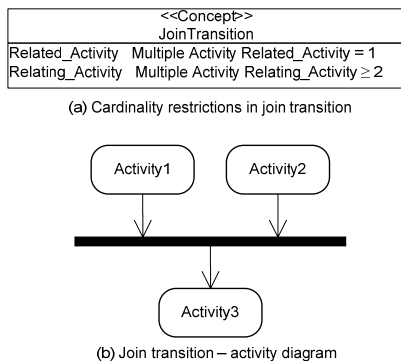 <<Concept>>
JoinTransition
Related_Activity Multiple Activity Related_Activity = 1
Relating_Activity Multiple Activity Relating_Activity ≥ 2
(a) Cardinality restrictions in join transition
Activity1 Activity2
Activity3
(b) Join transition – activity diagram